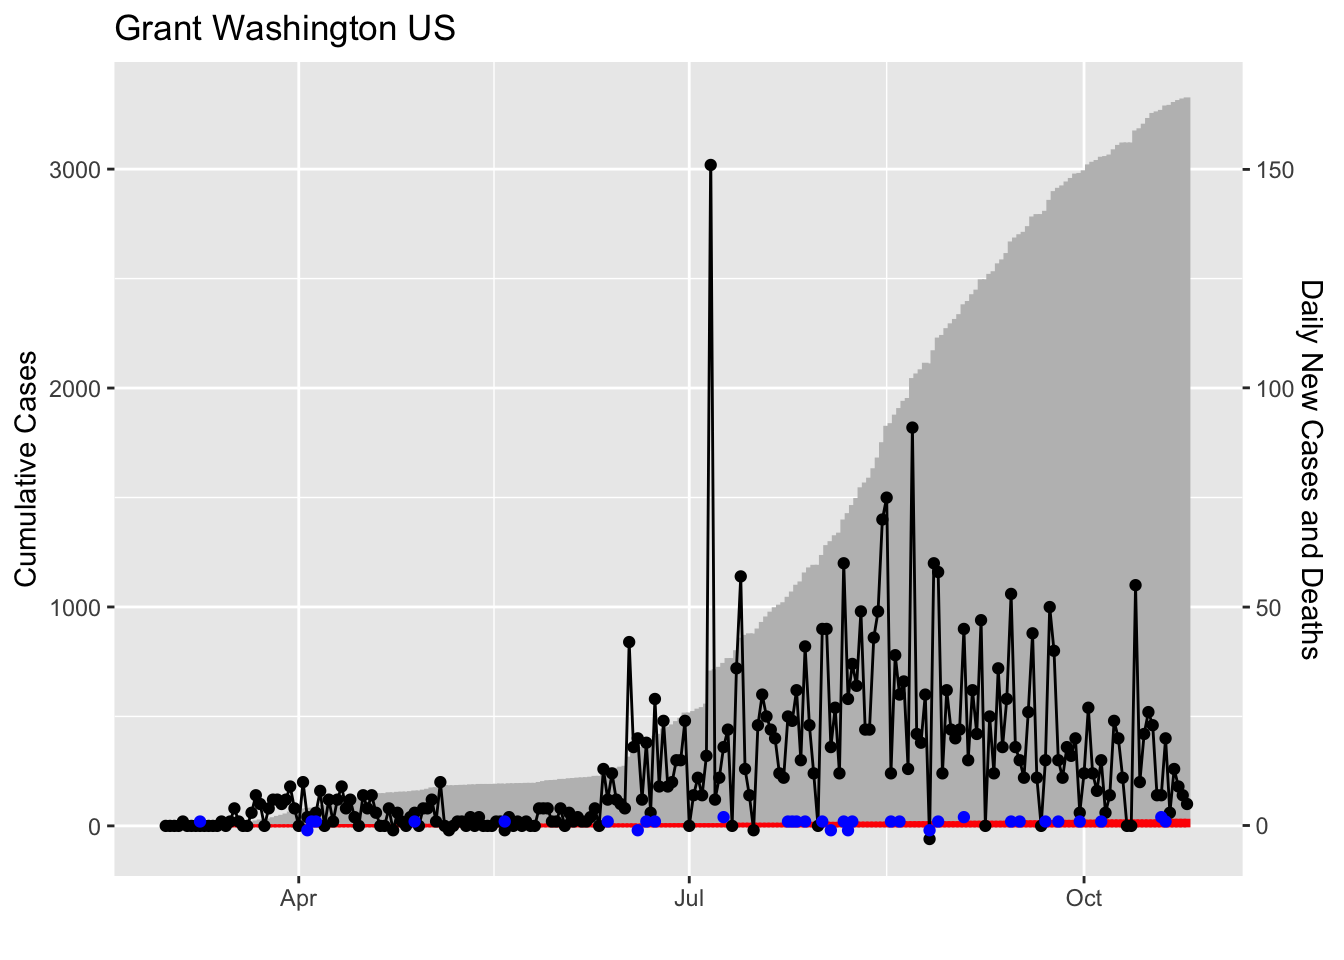 Grant Washington US
Cumulative Cases
3000
2000
1000
0
150
100
50
0
Daily New Cases and Deaths
Apr
Jul
Oct